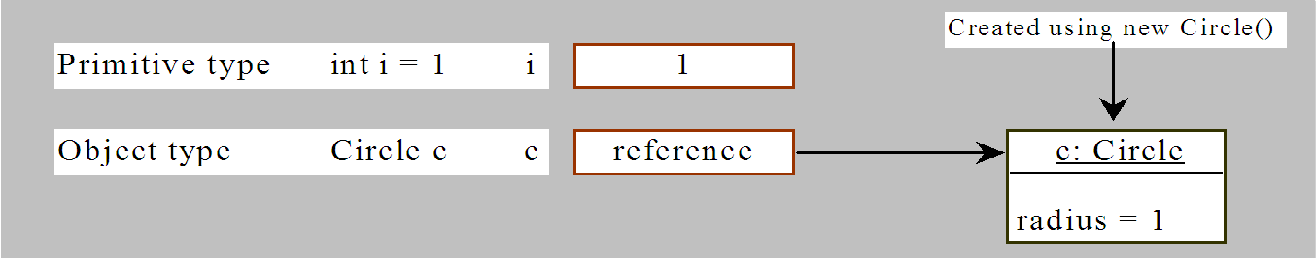 Created using new Circle()
Primitive type int i = 1 i 1
Object type Circle c c reference
c: Circle
radius = 1